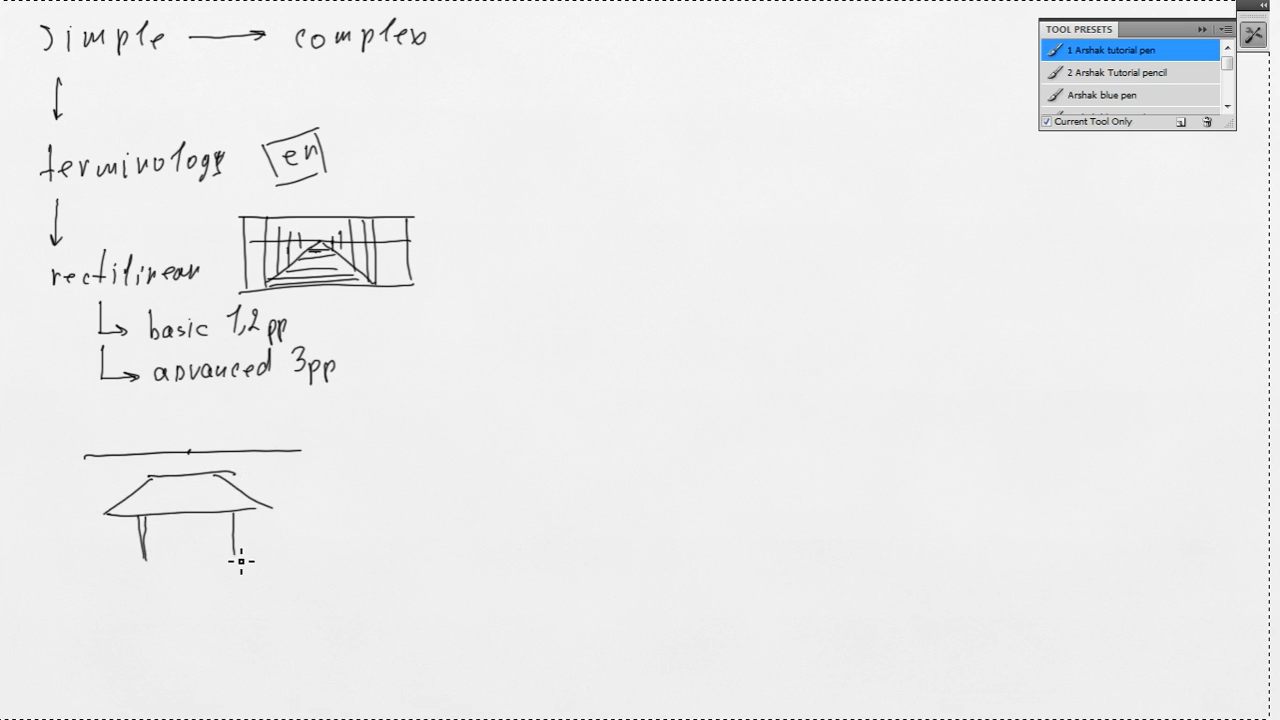 simple → complex
terminology en
rectilinear
↳ basic 1,2pp
↳ advanced 3pp
TOOL PRESETS
1 Arshak tutorial pen
2 Arshak Tutorial pencil
Arshak blue pen
Current Tool Only